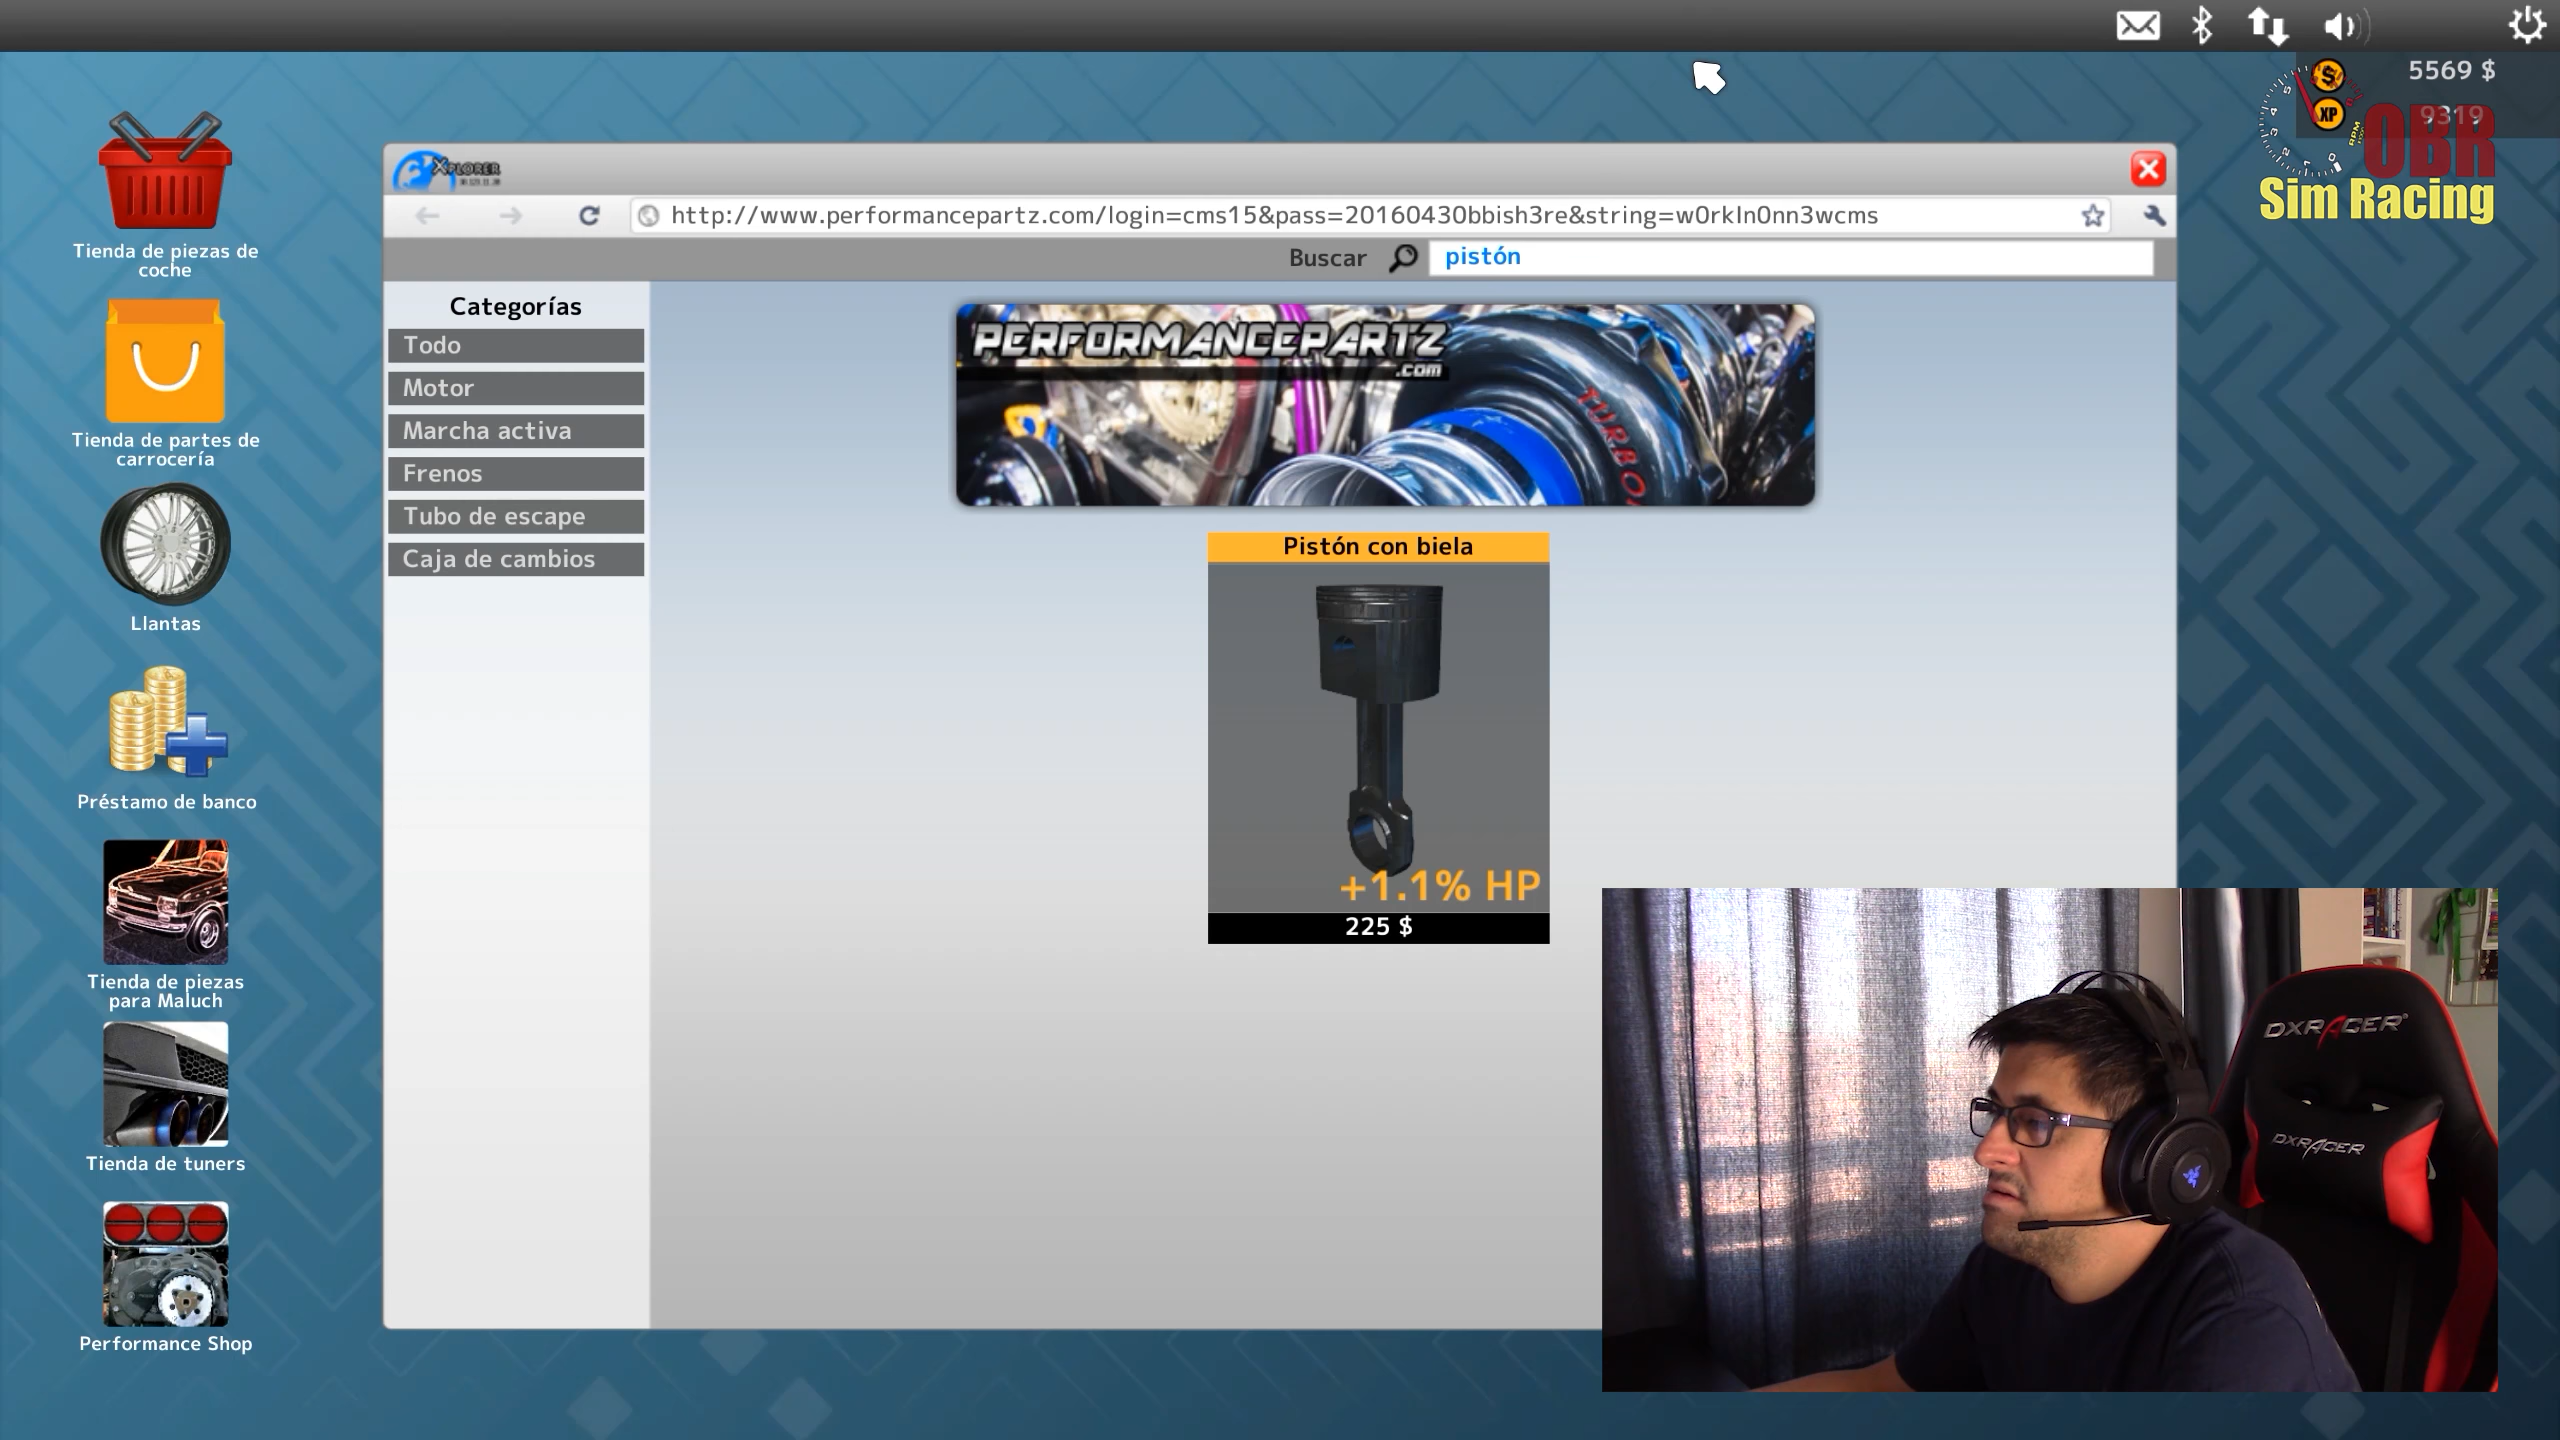 5569 $
XP
9319
OBR
Sim Racing
XPLORER
http://www.performancepartz.com/login=cms15&pass=20160430bbish3re&string=w0rkIn0nn3wcms
Buscar
pistón
Tienda de piezas de
coche
Tienda de partes de
carrocería
Llantas
Préstamo de banco
Tienda de piezas
para Maluch
Tienda de tuners
Performance Shop
Categorías
Todo
Motor
Marcha activa
Frenos
Tubo de escape
Caja de cambios
PERFORMANCEPARTZ
.com
TURBO
Pistón con biela
+1.1% HP
225 $
DXRACER
DXRACER